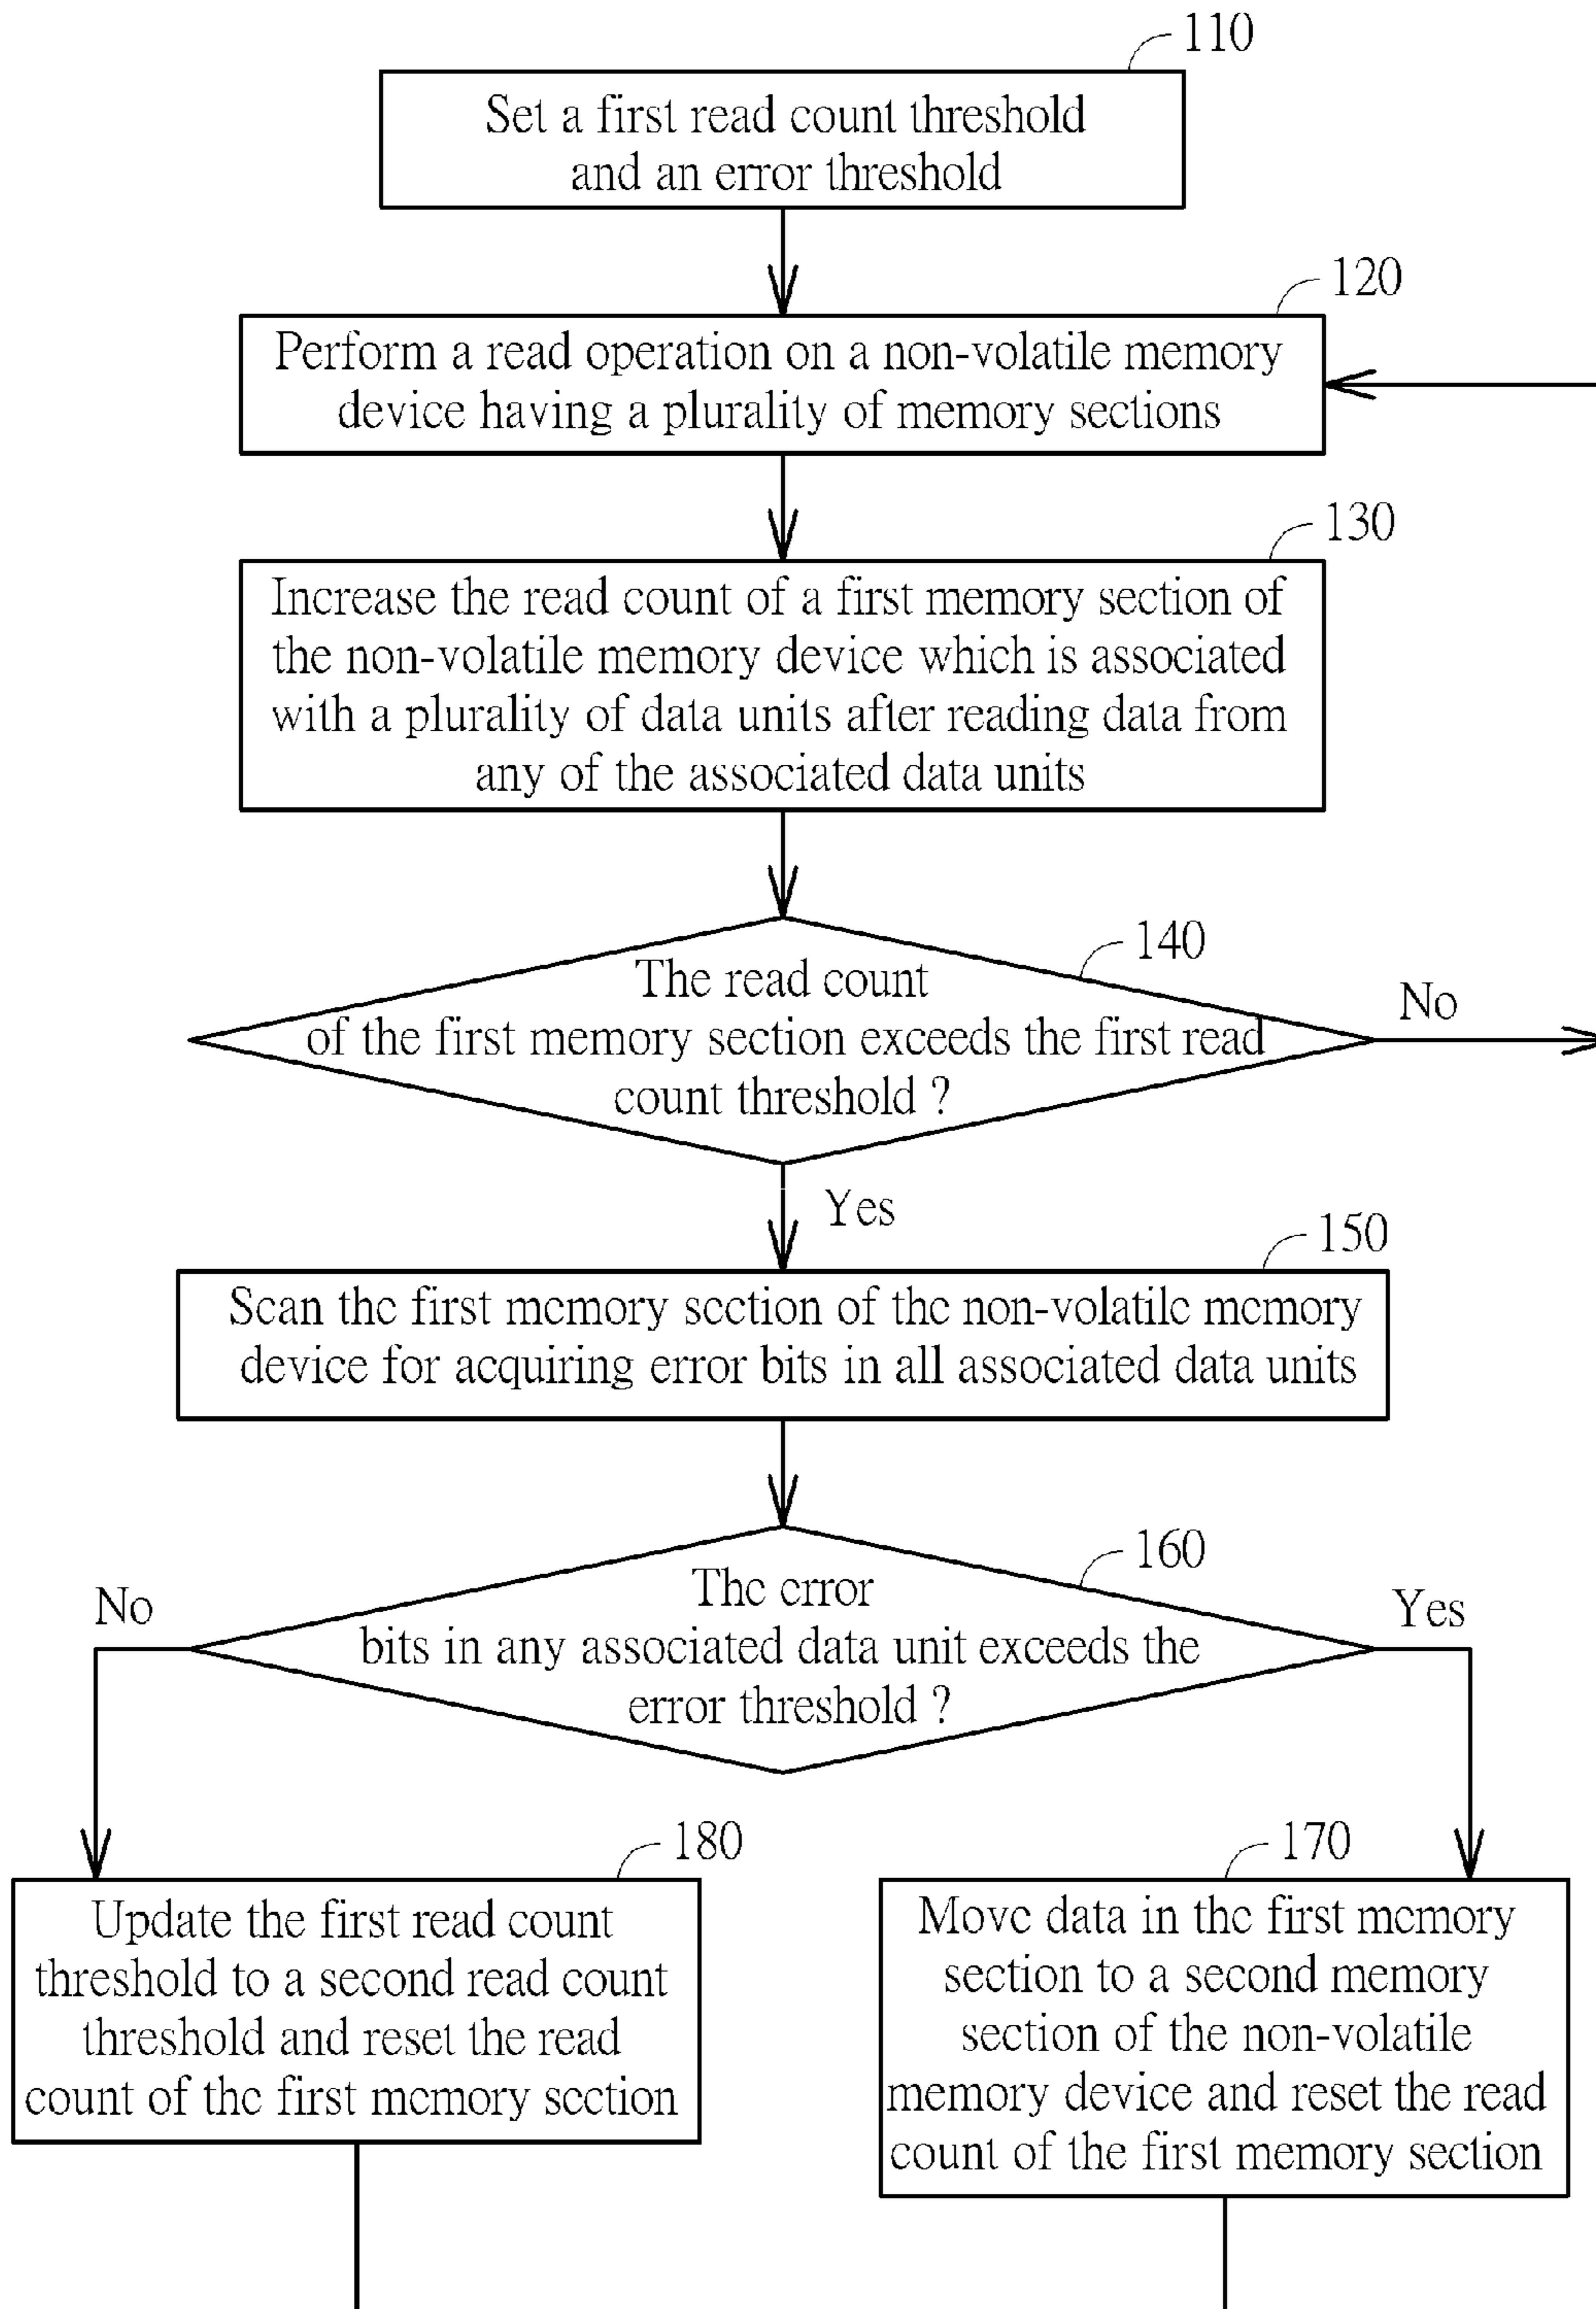 110
Set a first read count threshold
and an error threshold
120
Perform a read operation on a non-volatile memory
device having a plurality of memory sections
130
Increase the read count of a first memory section of
the non-volatile memory device which is associated
with a plurality of data units after reading data from
any of the associated data units
140
The read count
of the first memory section exceeds the first read
count threshold ?
No
Yes
150
Scan the first memory section of the non-volatile memory
device for acquiring error bits in all associated data units
160
The error
bits in any associated data unit exceeds the
error threshold ?
No
Yes
180
Update the first read count
threshold to a second read count
threshold and reset the read
count of the first memory section
170
Move data in the first memory
section to a second memory
section of the non-volatile
memory device and reset the read
count of the first memory section